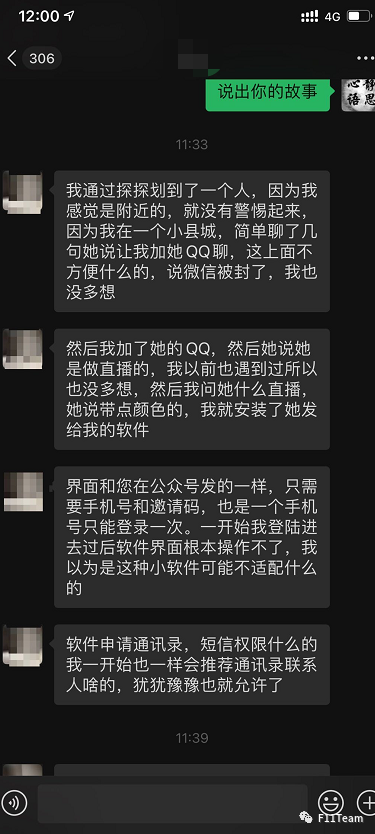 12:00
4G
306
说出你的故事
静思
心语
11:33
我通过探探划到了一个人，因为我
感觉是附近的，就没有警惕起来，
因为我在一个小县城，简单聊了几
句她说让我加她QQ聊，这上面不
方便什么的，说微信被封了，我也
没多想
然后我加了她的QQ，然后她说她
是做直播的，我以前也遇到过所以
也没多想，然后我问她什么直播，
她说带点颜色的，我就安装了她发
给我的软件
界面和您在公众号发的一样，只需
要手机号和邀请码，也是一个手机
号只能登录一次。一开始我登陆进
去过后软件界面根本操作不了，我
以为是这种小软件可能不适配什么
的
软件申请通讯录，短信权限什么的
我一开始也一样会推荐通讯录联系
人啥的，犹犹豫豫也就允许了
11:39
F11Team